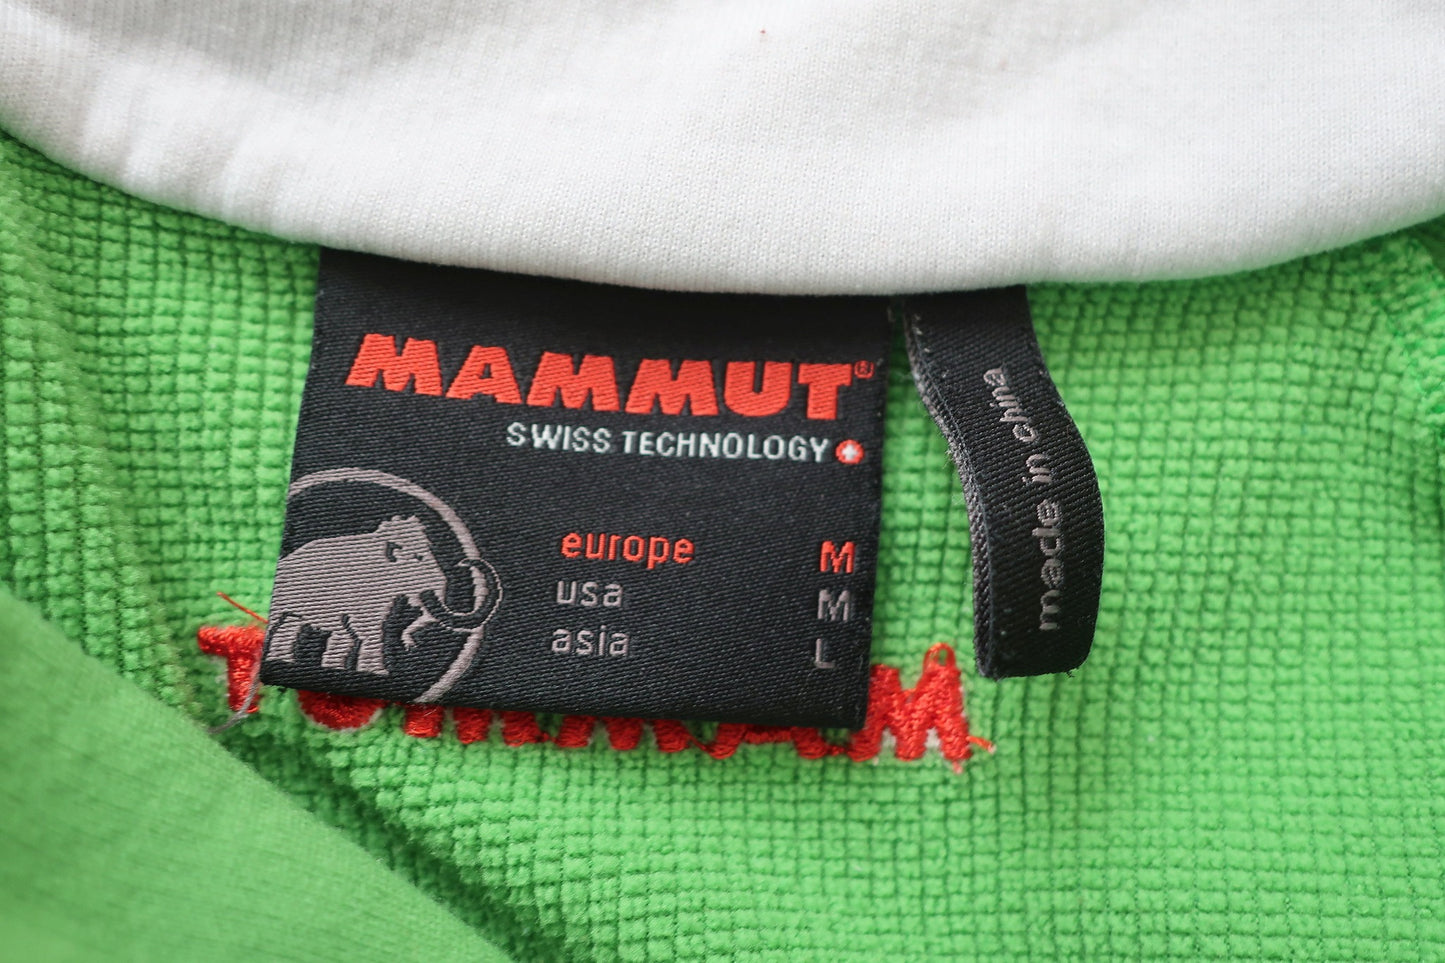 MAMMUT®
SWISS TECHNOLOGY
europe M
usa M
asia L
made in china